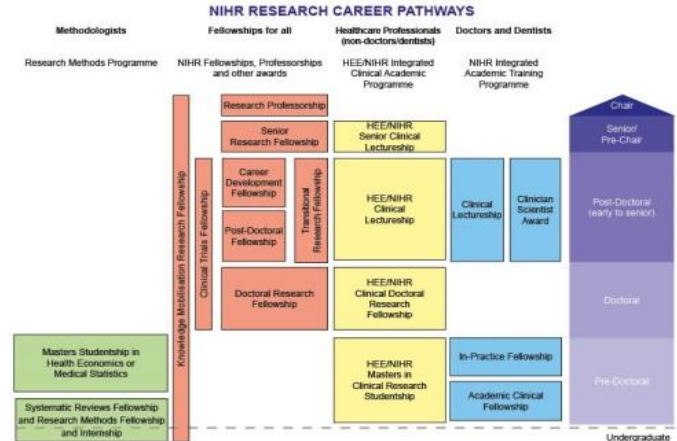 NIHR RESEARCH CAREER PATHWAYS
Methodologists
Research Methods Programme
Fellowships for all
NIHR Fellowships, Professorships
and other awards
Healthcare Professionals
(non-doctors/dentists)
HEE/NIHR Integrated
Clinical Academic
Programme
Doctors and Dentists
NIHR Integrated
Academic Training
Programme
Masters Studentship in
Health Economics or
Medical Statistics
Systematic Reviews Fellowship
and Research Methods Fellowship
and Internship
Knowledge Mobilisation Research Fellowship
Clinical Trials Fellowship
Research Professorship
Senior
Research Fellowship
Career
Development
Fellowship
Post-Doctoral
Fellowship
Transitional
Research Fellowship
Doctoral Research
Fellowship
HEE/NIHR
Senior Clinical
Lectureship
HEE/NIHR
Clinical
Lectureship
HEE/NIHR
Clinical Doctoral
Research
Fellowship
HEE/NIHR
Masters in
Clinical Research
Studentship
Clinical
Lectureship
Clinician
Scientist
Award
In-Practice Fellowship
Academic Clinical
Fellowship
Chair
Senior/
Pre-Chair
Post-Doctoral
(early to senior)
Doctoral
Pre-Doctoral
Undergraduate